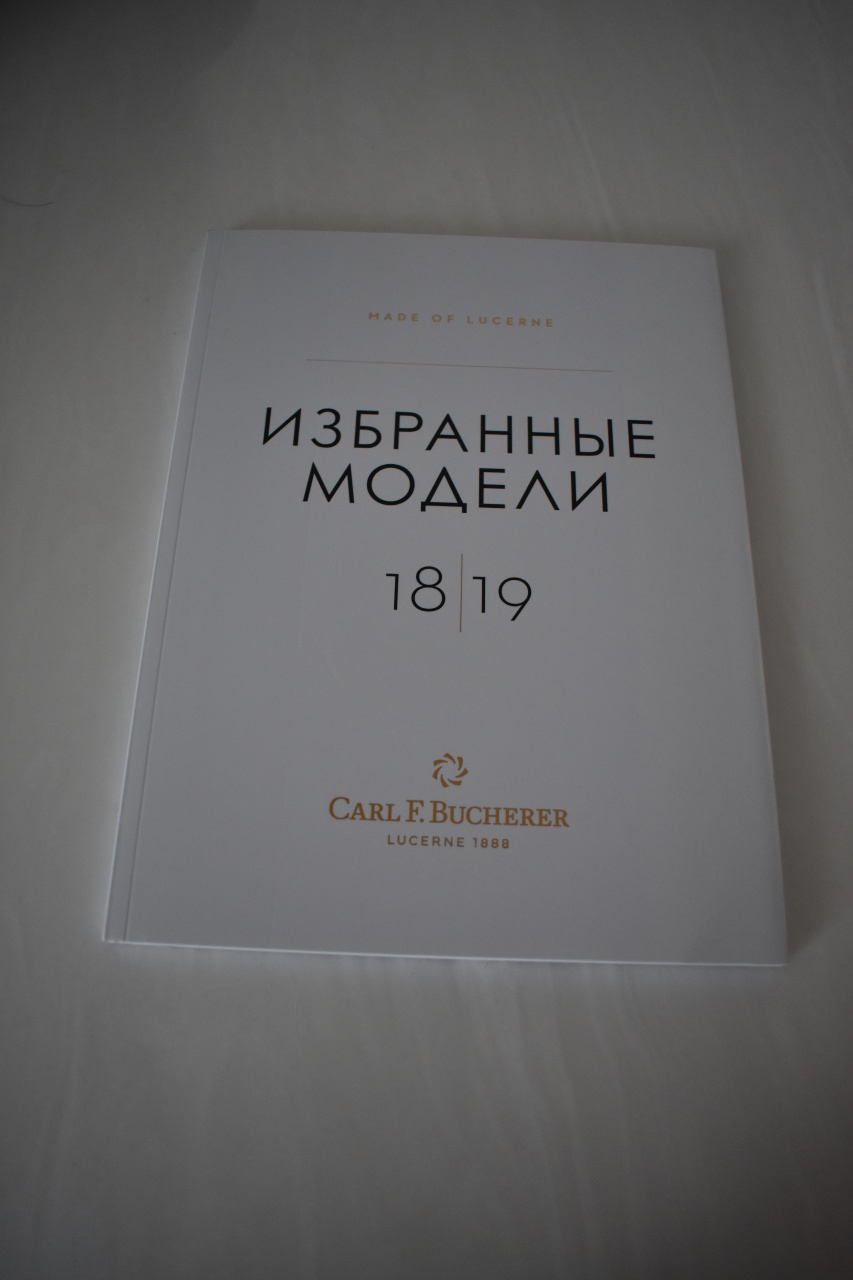 MADE OF LUCERNE
ИЗБРАННЫЕ
МОДЕЛИ
18|19
CARL F. BUCHERER
LUCERNE 1888